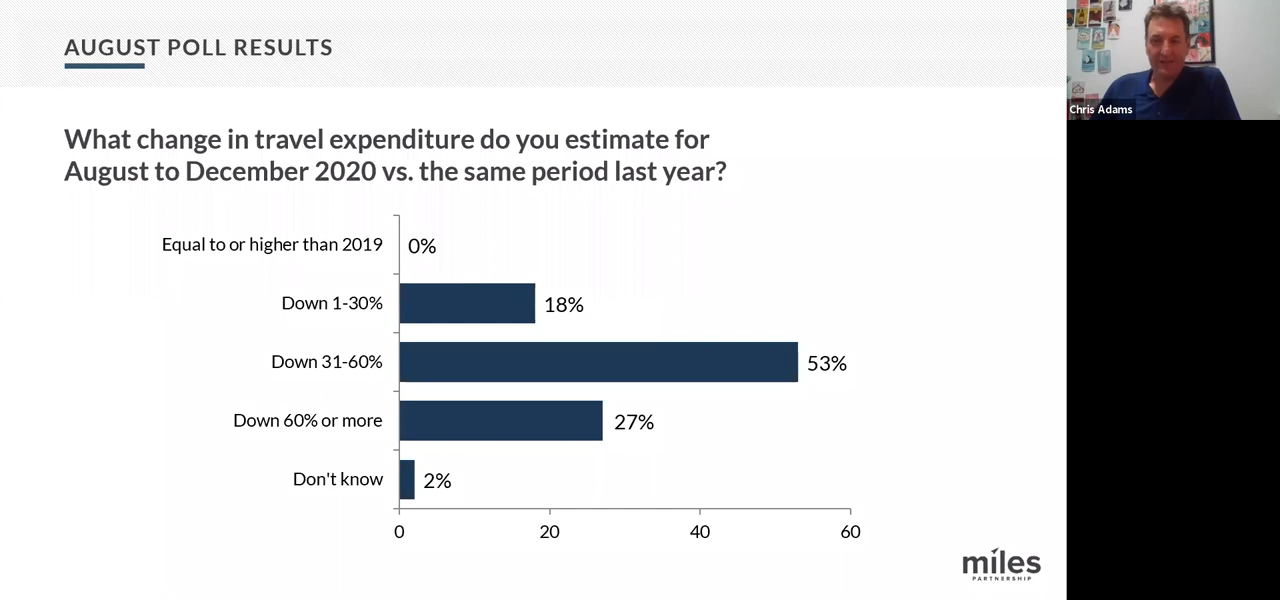 AUGUST POLL RESULTS
What change in travel expenditure do you estimate for
August to December 2020 vs. the same period last year?
Equal to or higher than 2019 0%
Down 1-30% 18%
Down 31-60% 53%
Down 60% or more 27%
Don't know 2%
0 20 40 60
miles
PARTNERSHIP
Chris Adams